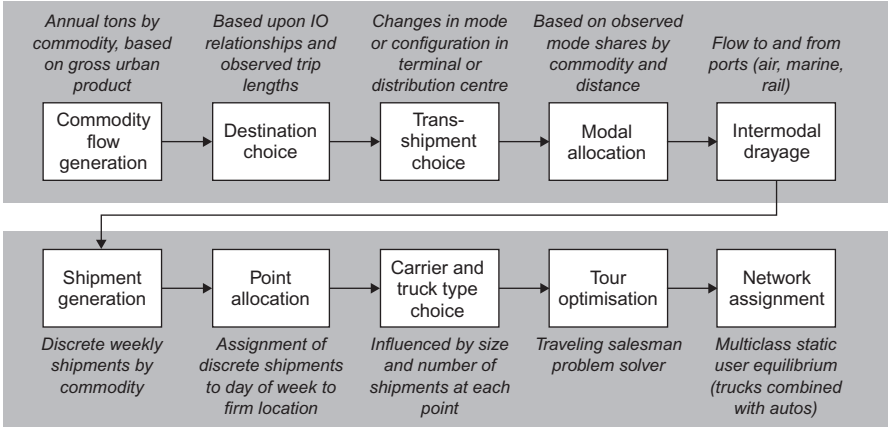 Annual tons by
commodity, based
on gross urban
product
Based upon IO
relationships and
observed trip
lengths
Changes in mode
or configuration in
terminal or
distribution centre
Based on observed
mode shares by
commodity and
distance
Flow to and from
ports (air, marine,
rail)
Commodity
flow
generation
Destination
choice
Trans-
shipment
choice
Modal
allocation
Intermodal
drayage
Shipment
generation
Point
allocation
Carrier and
truck type
choice
Tour
optimisation
Network
assignment
Discrete weekly
shipments by
commodity
Assignment of
discrete shipments
to day of week to
firm location
Influenced by size
and number of
shipments at each
point
Traveling salesman
problem solver
Multiclass static
user equilibrium
(trucks combined
with autos)